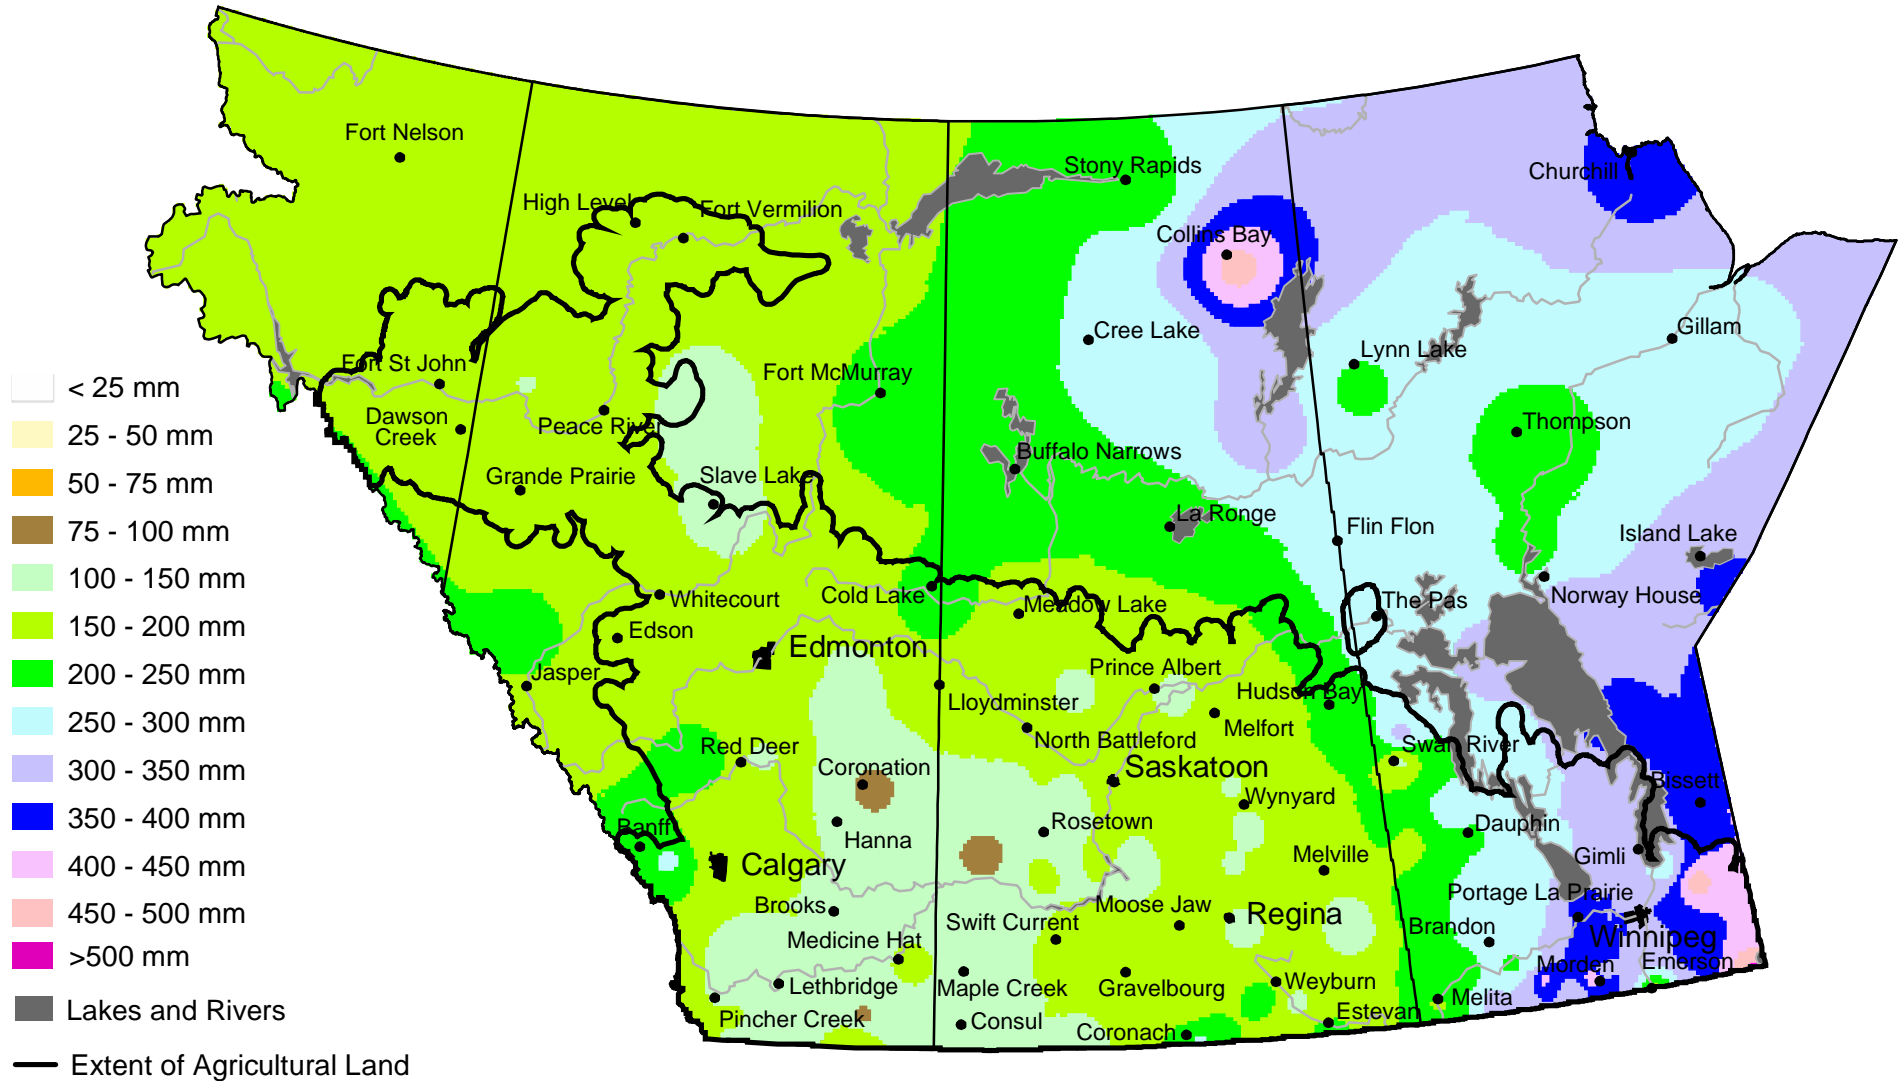 Fort Nelson
Stony Rapids
Churchill
High Level
Fort Vermilion
Collins Bay
Cree Lake
Gillam
Lynn Lake
Fort St John
Fort McMurray
Dawson
Creek
Peace River
Thompson
Buffalo Narrows
Grande Prairie
Slave Lake
La Ronge
Flin Flon
Island Lake
Whitecourt
Cold Lake
Meadow Lake
The Pas
Norway House
Edson
Edmonton
Jasper
Prince Albert
Hudson Bay
Lloydminster
Melfort
North Battleford
Red Deer
Swan River
Coronation
Saskatoon
Bissett
Wynyard
Banff
Hanna
Rosetown
Dauphin
Calgary
Melville
Gimli
Portage La Prairie
Brooks
Swift Current
Moose Jaw
Regina
Brandon
Winnipeg
Medicine Hat
Morden
Emerson
Lethbridge
Maple Creek
Gravelbourg
Weyburn
Melita
Pincher Creek
Consul
Coronach
Estevan
< 25 mm
25 - 50 mm
50 - 75 mm
75 - 100 mm
100 - 150 mm
150 - 200 mm
200 - 250 mm
250 - 300 mm
300 - 350 mm
350 - 400 mm
400 - 450 mm
450 - 500 mm
>500 mm
Lakes and Rivers
Extent of Agricultural Land